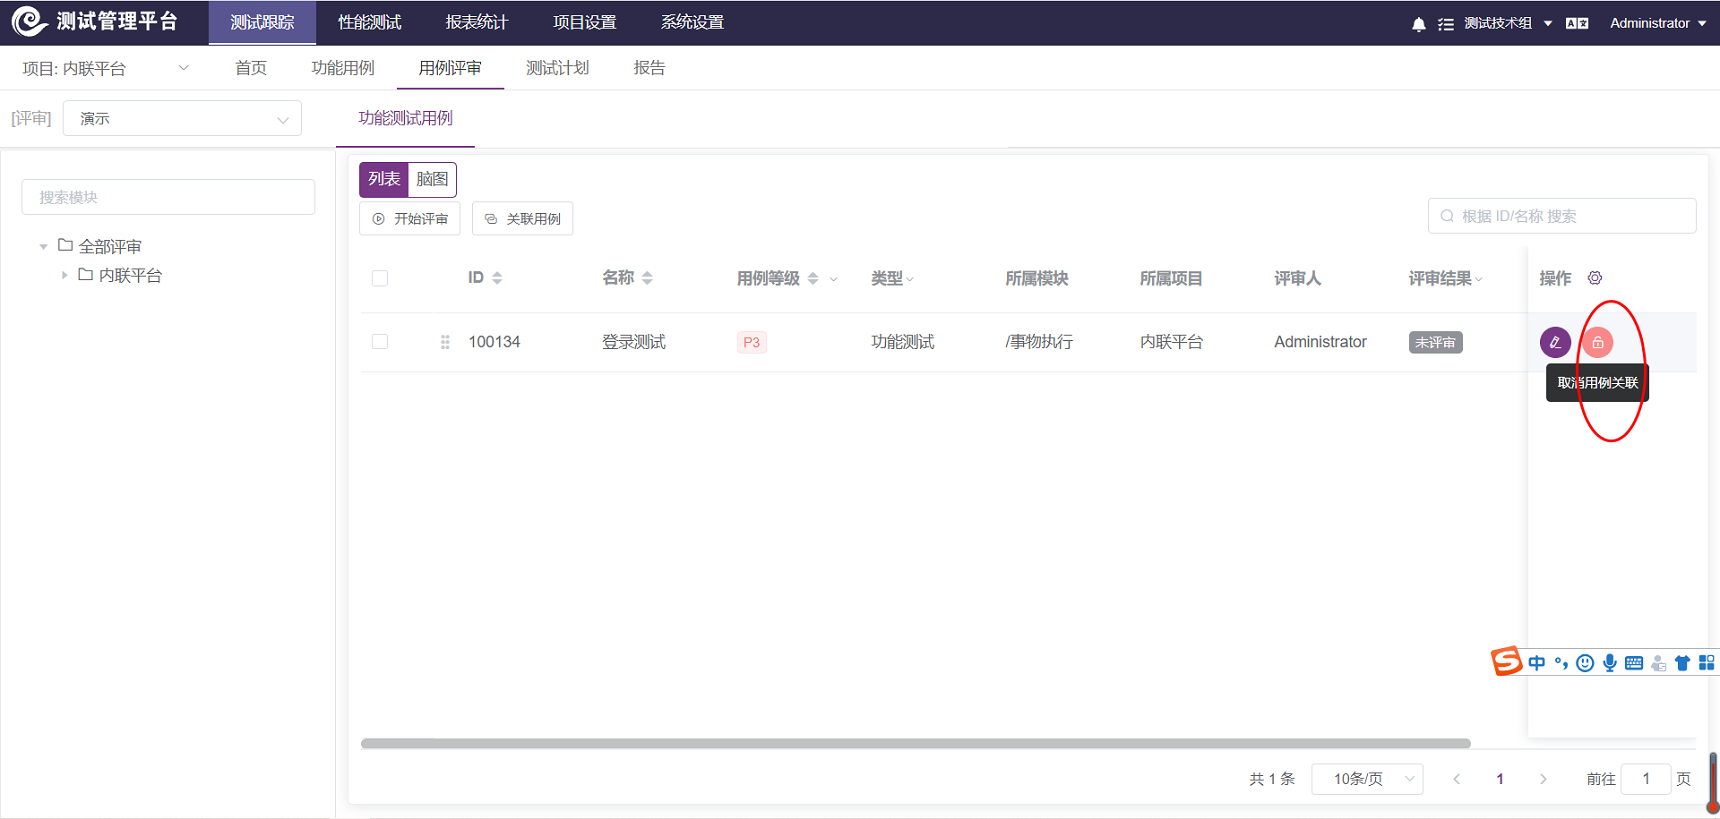 测试管理平台 测试跟踪 性能测试 报表统计 项目设置 系统设置 测试技术组 Administrator
项目: 内联平台 首页 功能用例 用例评审 测试计划 报告
[评审] 演示 功能测试用例
搜索模块
全部评审
内联平台
列表 脑图
开始评审 关联用例 根据 ID/名称 搜索
ID 名称 用例等级 类型 所属模块 所属项目 评审人 评审结果 操作
100134 登录测试 P3 功能测试 /事物执行 内联平台 Administrator 未评审
取消用例关联
中
共 1 条 10条/页 1 前往 1 页